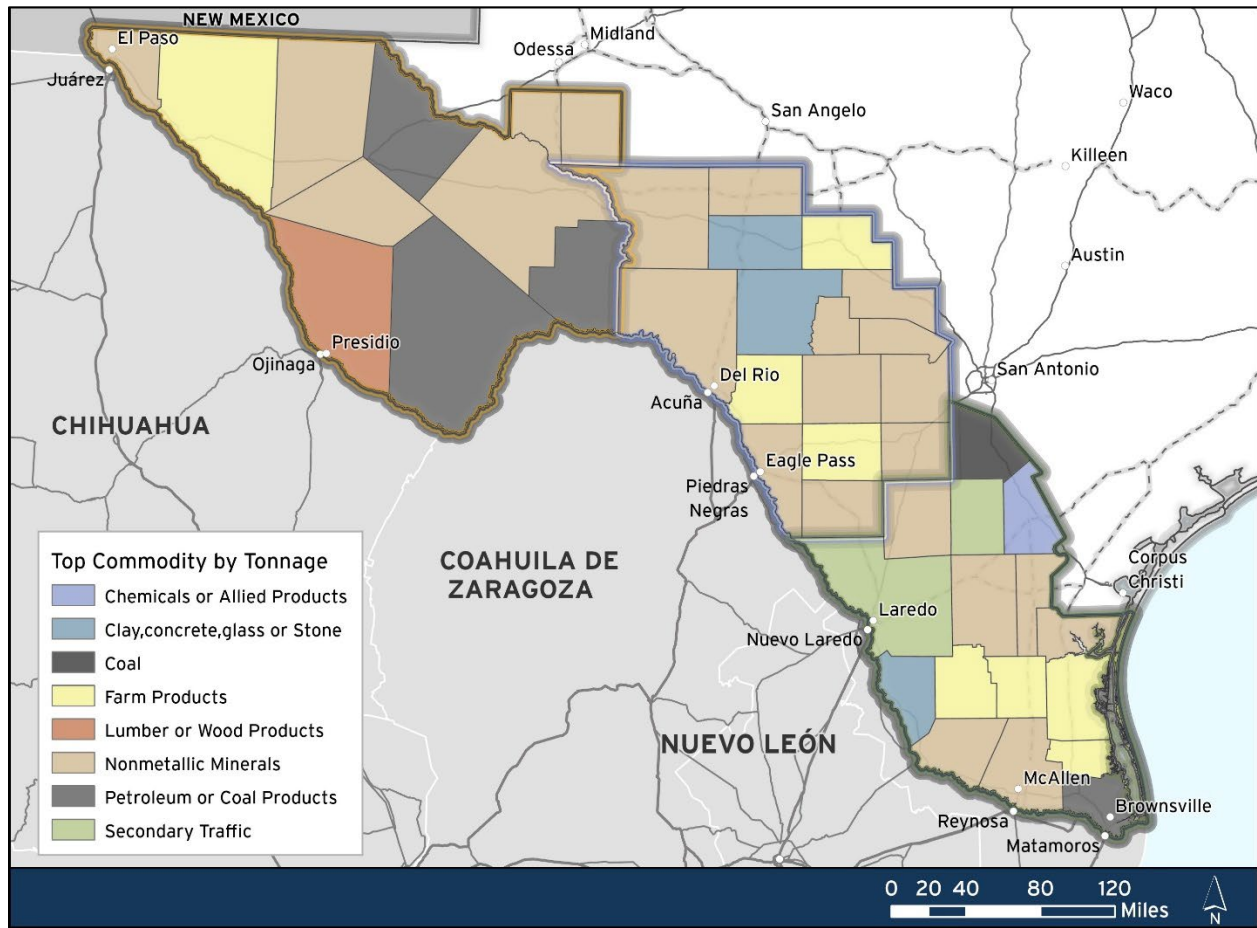 NEW MEXICO
El Paso
Juárez
Odessa
Midland
San Angelo
Waco
Killeen
Austin
Presidio
Ojinaga
CHIHUAHUA
Del Rio
Acuña
San Antonio
Eagle Pass
Piedras
Negras
COAHUILA DE
ZARAGOZA
Corpus
Christi
Laredo
Nuevo Laredo
NUEVO LEÓN
McAllen
Reynosa
Brownsville
Matamoros
Top Commodity by Tonnage
Chemicals or Allied Products
Clay,concrete,glass or Stone
Coal
Farm Products
Lumber or Wood Products
Nonmetallic Minerals
Petroleum or Coal Products
Secondary Traffic
0 20 40 80 120
Miles
N